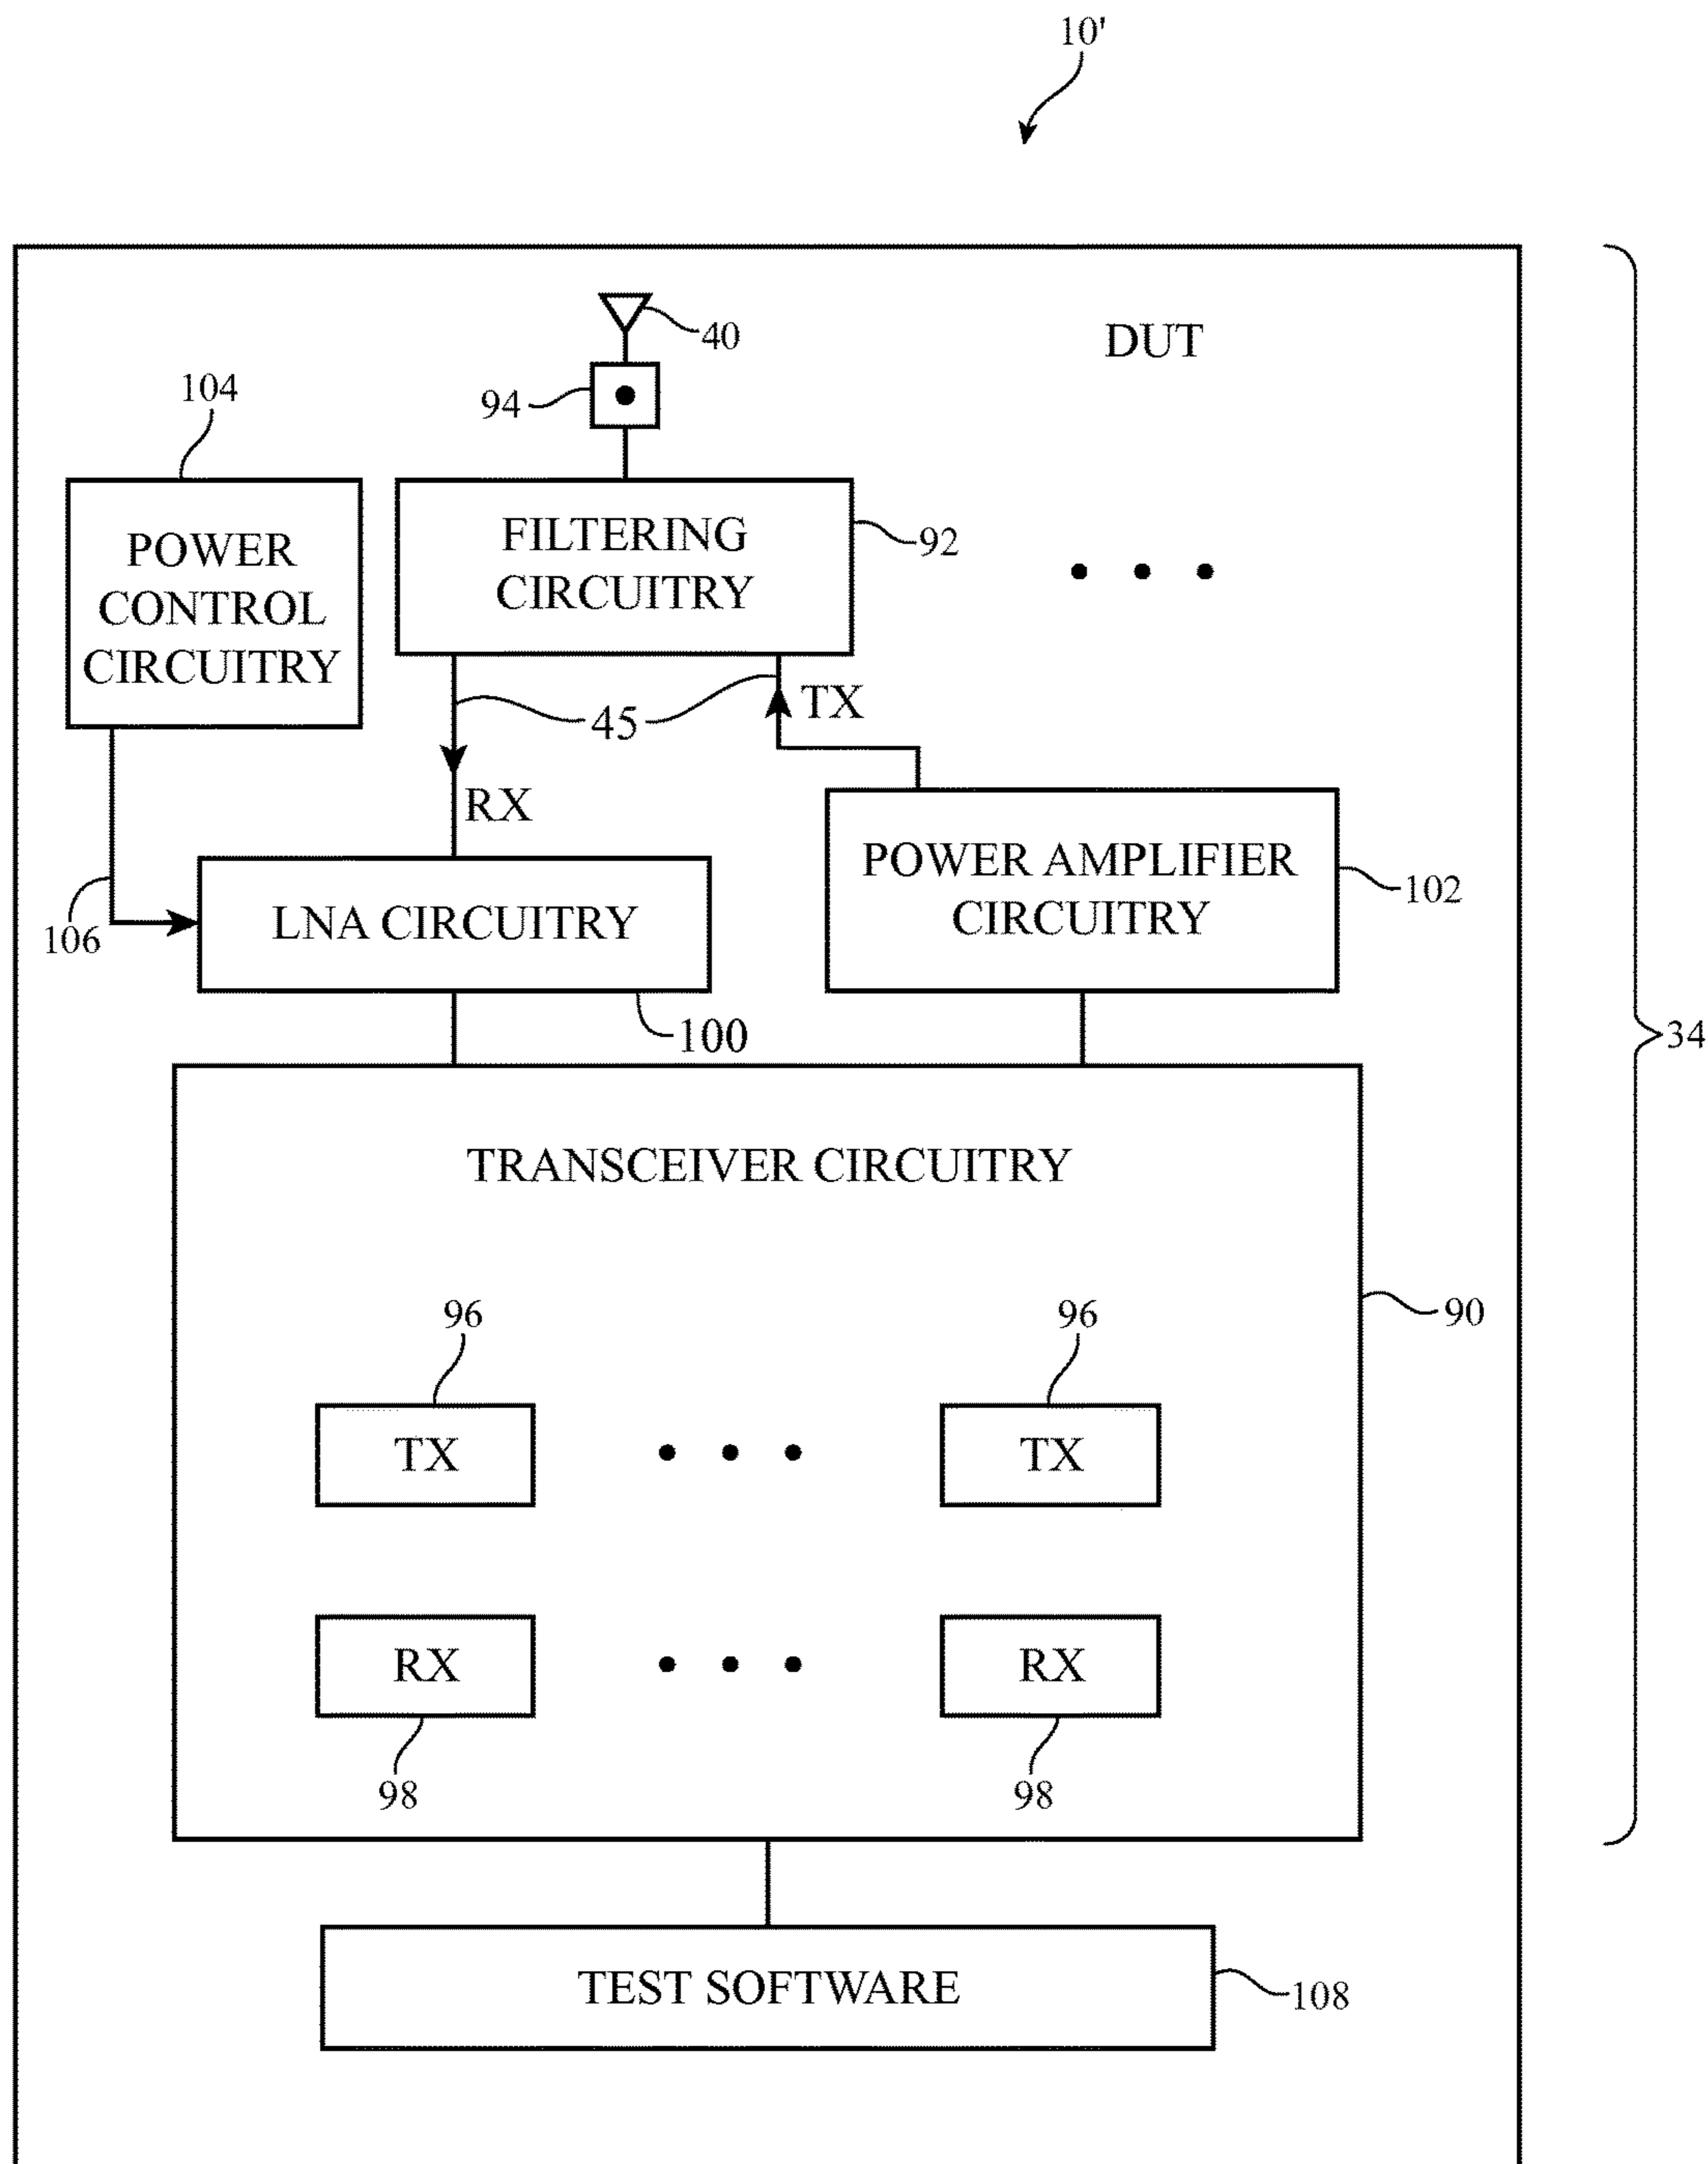 10'
DUT
40
94
104
POWER
CONTROL
CIRCUITRY
FILTERING
CIRCUITRY
92
• • •
45
TX
RX
106
LNA CIRCUITRY
100
POWER AMPLIFIER
CIRCUITRY
102
34
TRANSCEIVER CIRCUITRY
90
96
96
TX
• • •
TX
RX
• • •
RX
98
98
TEST SOFTWARE
108